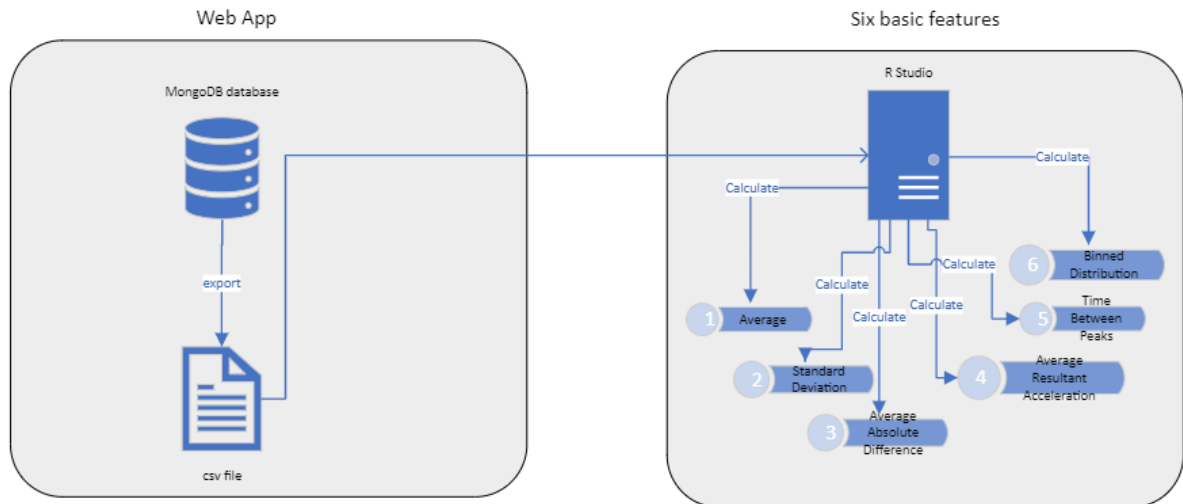 Web App
Six basic features
MongoDB database
export
csv file
R Studio
Calculate
Calculate
Calculate
Calculate
Calculate
Calculate
1
Average
2
Standard
Deviation
3
Average
Absolute
Difference
4
Average
Resultant
Acceleration
5
Time
Between
Peaks
6
Binned
Distribution